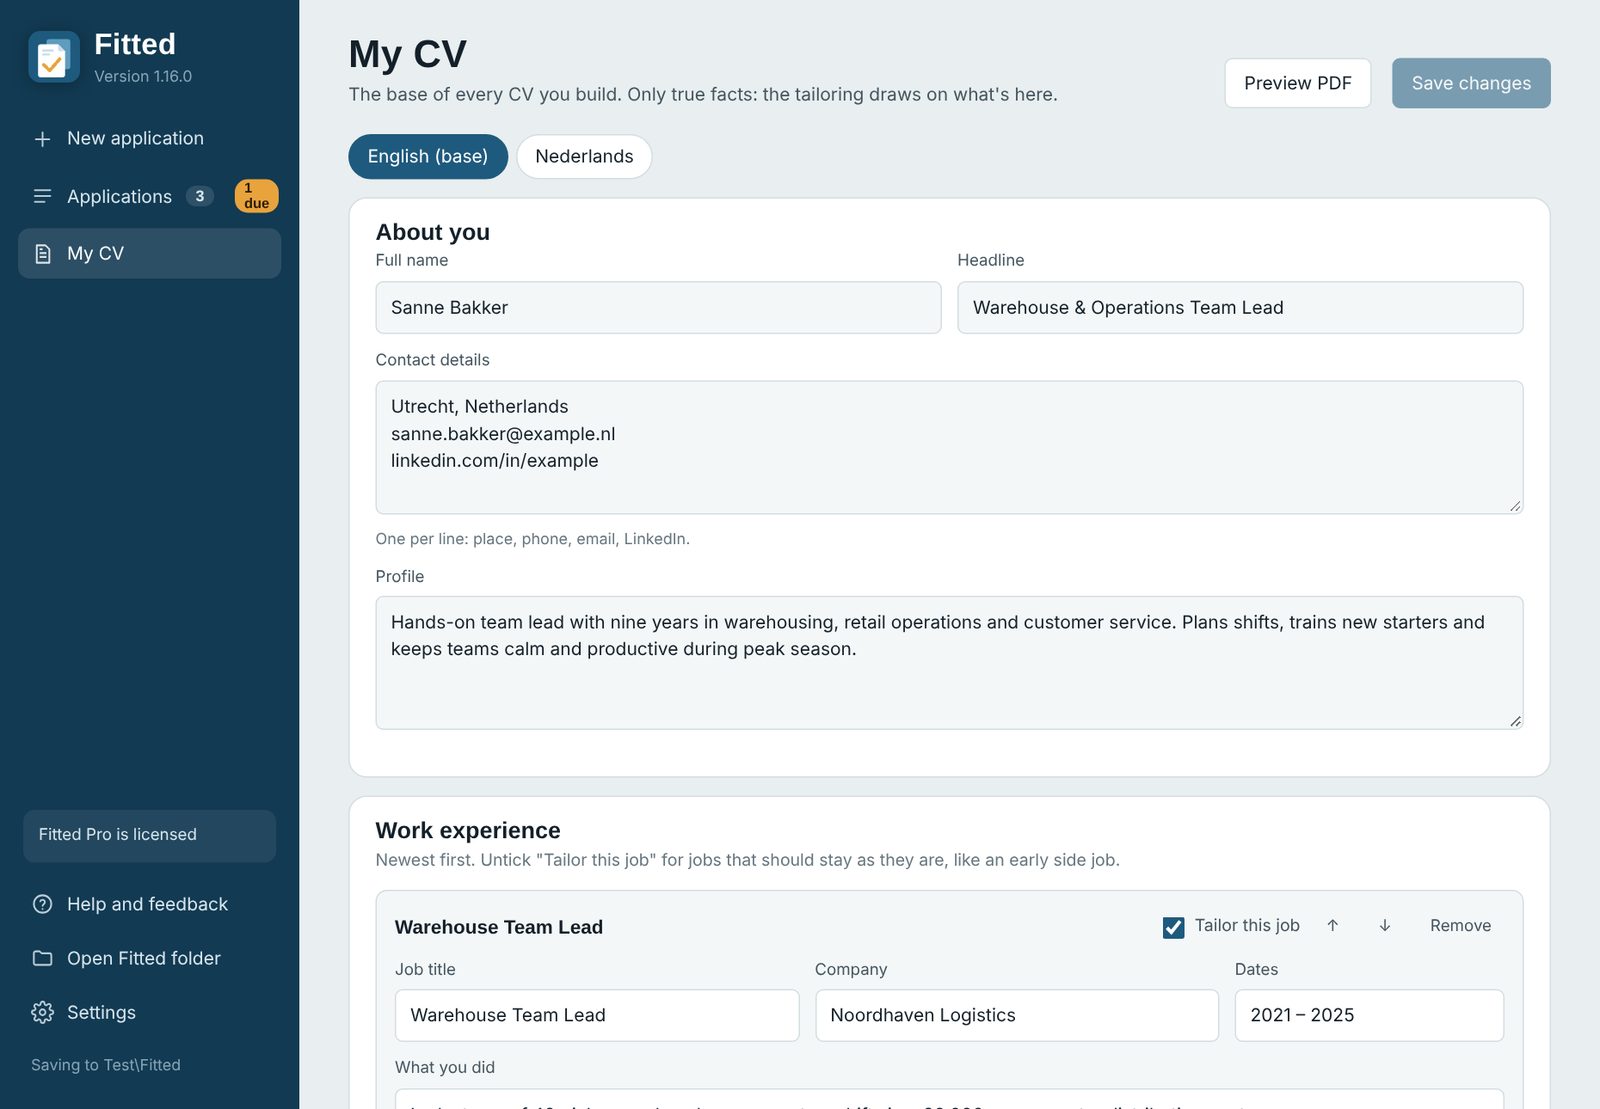 Fitted
Version 1.16.0
New application
Applications 3 1 due
My CV
Fitted Pro is licensed
Help and feedback
Open Fitted folder
Settings
Saving to Test\Fitted
My CV
The base of every CV you build. Only true facts: the tailoring draws on what's here.
Preview PDF
Save changes
English (base)
Nederlands
About you
Full name
Sanne Bakker
Headline
Warehouse & Operations Team Lead
Contact details
Utrecht, Netherlands
sanne.bakker@example.nl
linkedin.com/in/example
One per line: place, phone, email, LinkedIn.
Profile
Hands-on team lead with nine years in warehousing, retail operations and customer service. Plans shifts, trains new starters and
keeps teams calm and productive during peak season.
Work experience
Newest first. Untick "Tailor this job" for jobs that should stay as they are, like an early side job.
Warehouse Team Lead
Tailor this job ↑ ↓ Remove
Job title
Warehouse Team Lead
Company
Noordhaven Logistics
Dates
2021 – 2025
What you did